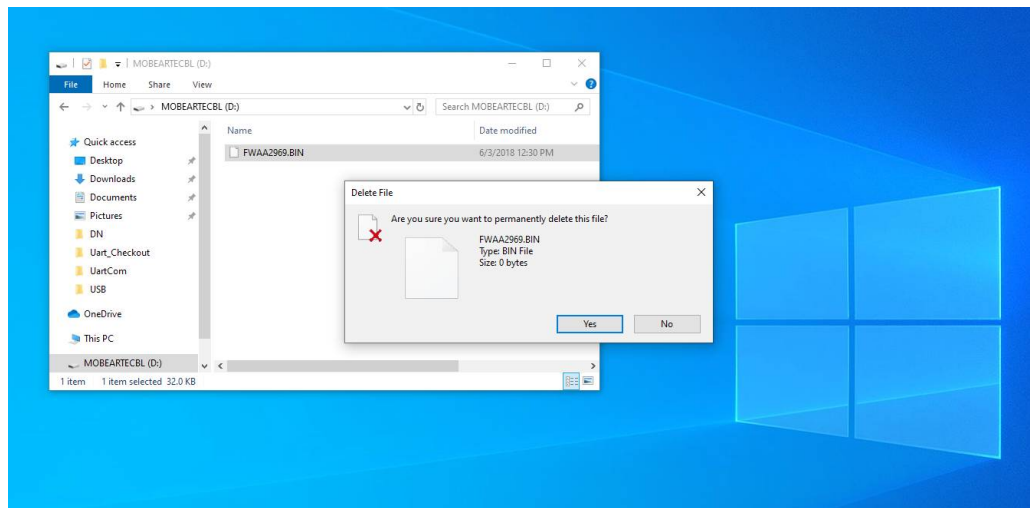 MOBEARTECBL (D:)
File Home Share View
MOBEARTECBL (D:)
Search MOBEARTECBL (D:)
Name Date modified
FWAA2969.BIN 6/3/2018 12:30 PM
Quick access
Desktop
Downloads
Documents
Pictures
DN
Uart_Checkout
UartCom
USB
OneDrive
This PC
MOBEARTECBL (D:)
1 item 1 item selected 32.0 KB
Delete File
Are you sure you want to permanently delete this file?
FWAA2969.BIN
Type: BIN File
Size: 0 bytes
Yes No